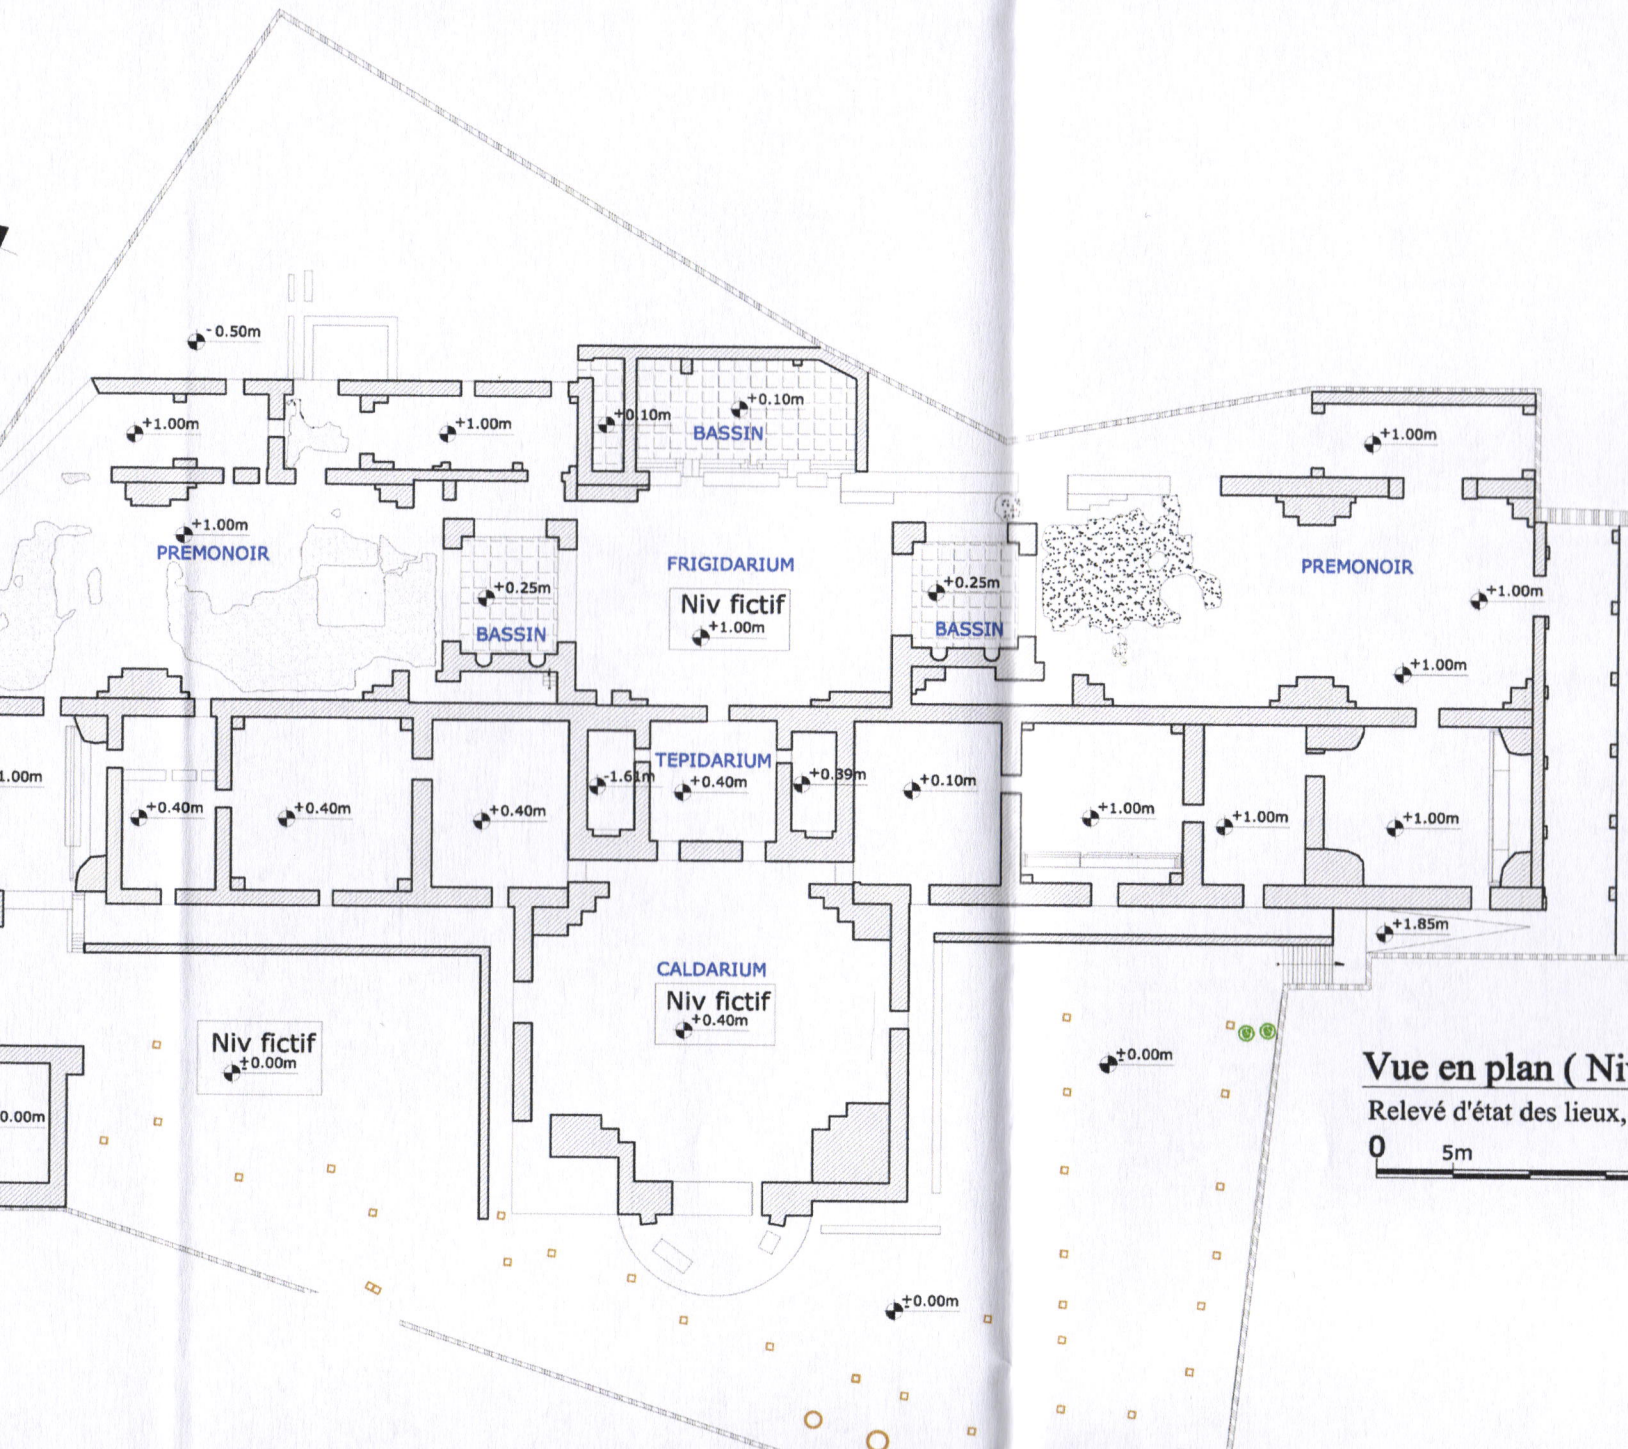 - 0.50m
+0.10m
+0.10m
BASSIN
+1.00m
+1.00m
+1.00m
+1.00m
PREMONOIR
FRIGIDARIUM
PREMONOIR
+0.25m
BASSIN
Niv fictif
+1.00m
+0.25m
BASSIN
+1.00m
+1.00m
1.00m
+0.40m
+0.40m
+0.40m
-1.61m
TEPIDARIUM
+0.40m
+0.39m
+0.10m
+1.00m
+1.00m
+1.00m
+1.85m
CALDARIUM
Niv fictif
+0.40m
Niv fictif
±0.00m
±0.00m
0.00m
Vue en plan ( Ni
Relevé d'état des lieux,
0
5m
±0.00m